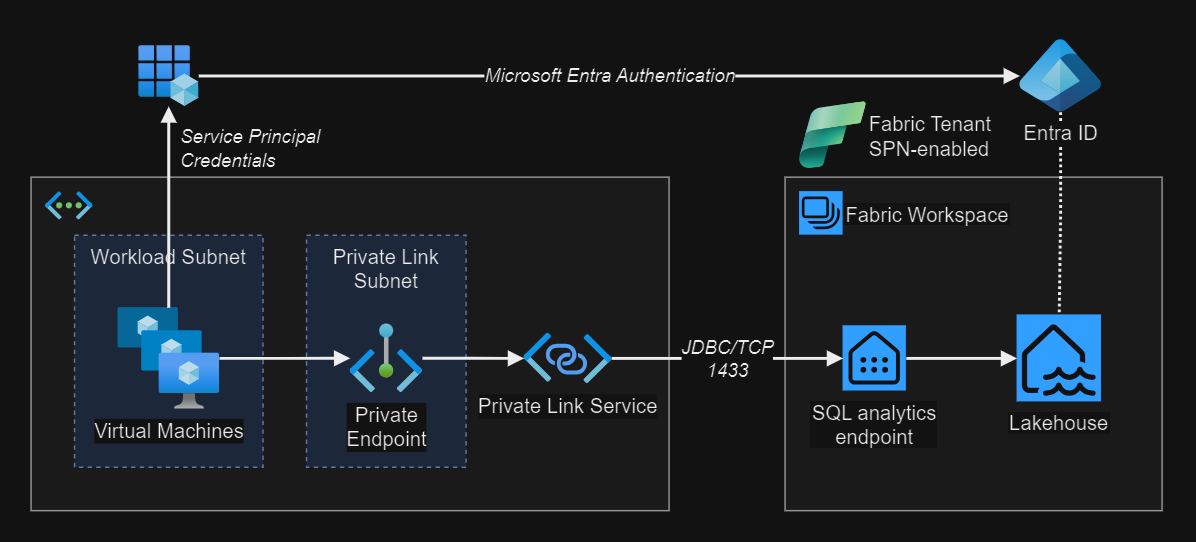 Microsoft Entra Authentication
Service Principal
Credentials
Fabric Tenant
SPN-enabled
Entra ID
Fabric Workspace
Workload Subnet
Private Link
Subnet
JDBC/TCP
1433
Virtual Machines
Private
Endpoint
Private Link Service
SQL analytics
endpoint
Lakehouse